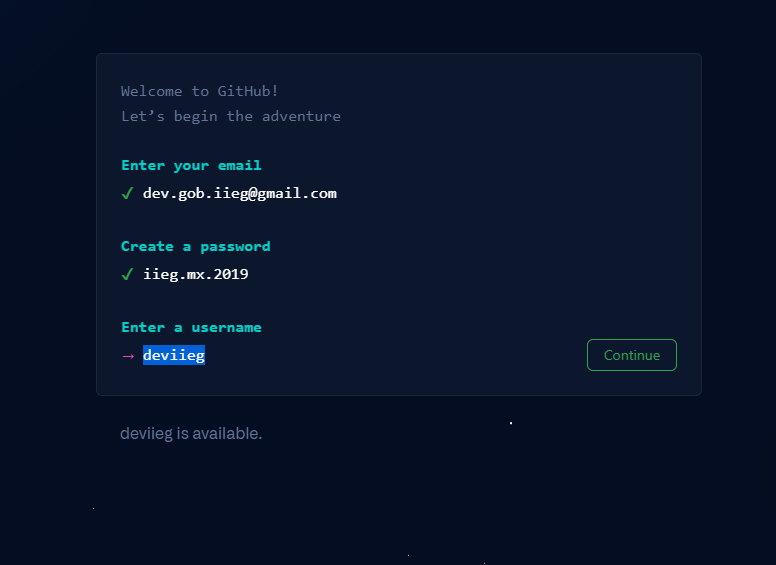 Welcome to GitHub!
Let’s begin the adventure
Enter your email
✓ dev.gob.iieg@gmail.com
Create a password
✓ iieg.mx.2019
Enter a username
→ deviieg
Continue
deviieg is available.